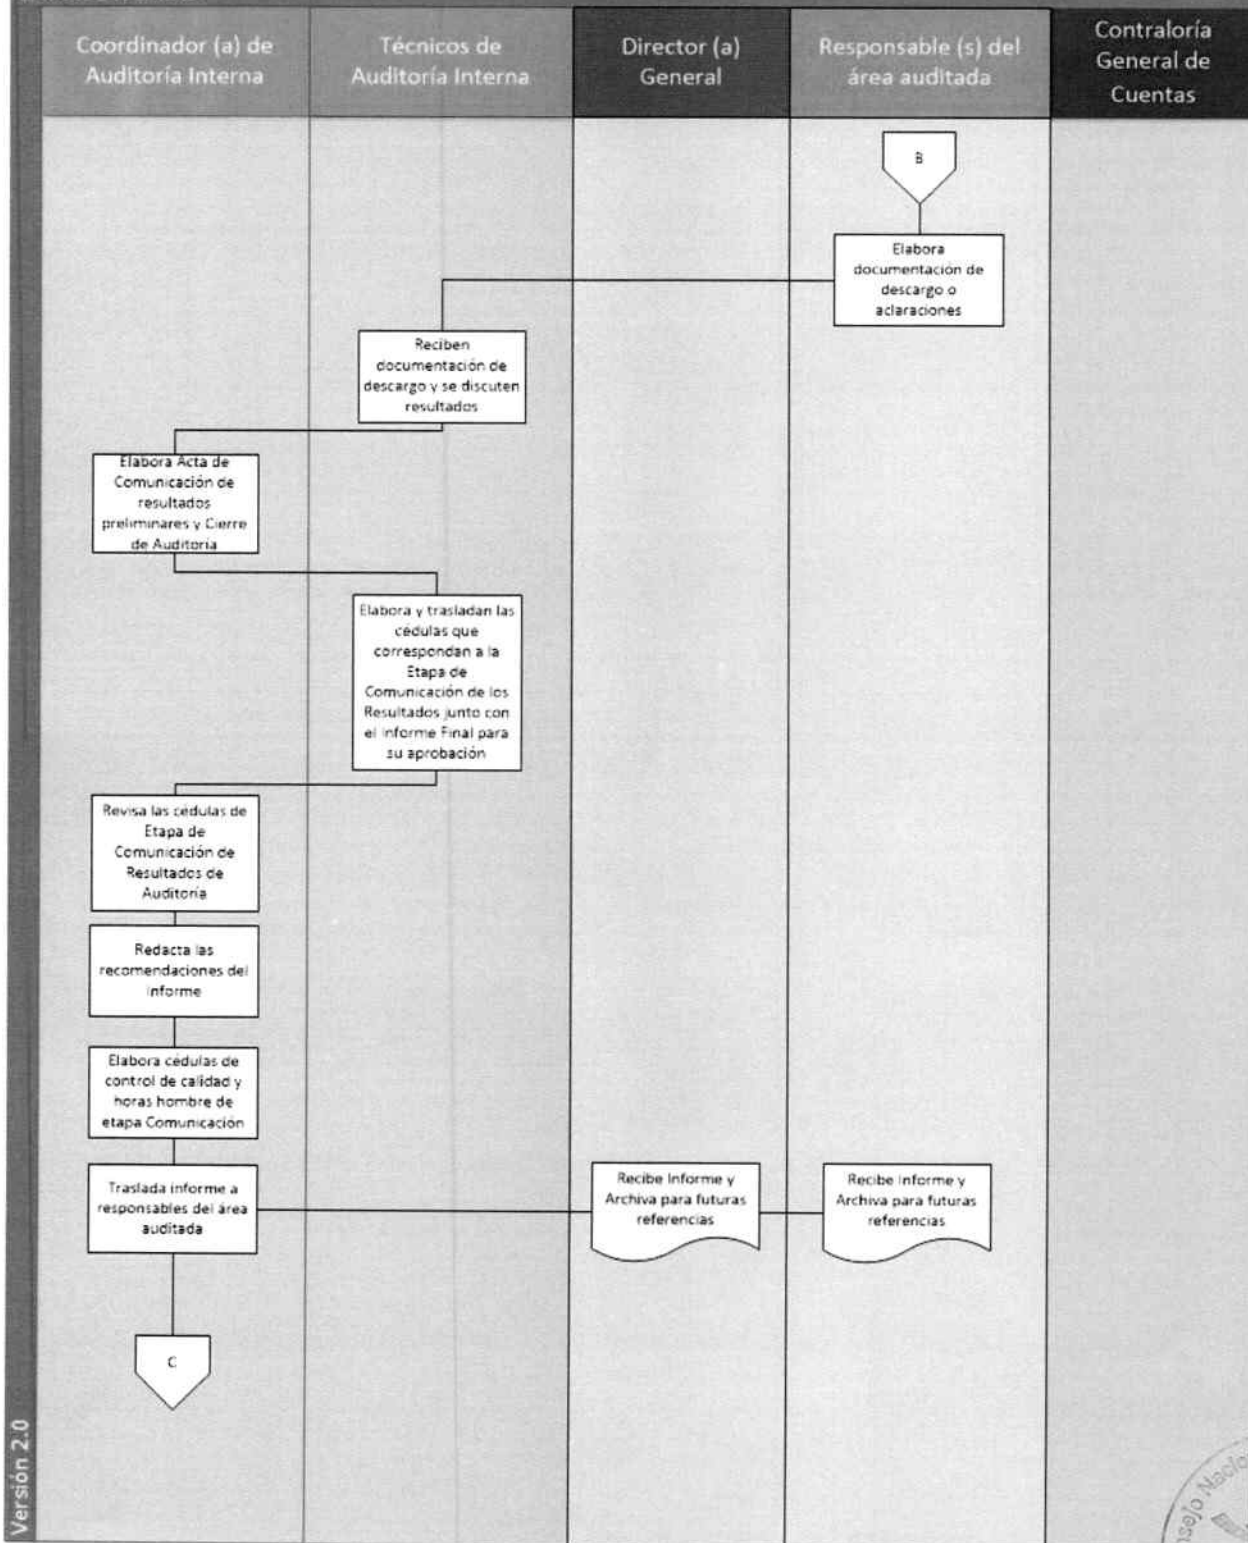 Coordinador (a) de
Auditoría Interna
Técnicos de
Auditoría Interna
Director (a)
General
Responsable (s) del
área auditada
Contraloría
General de
Cuentas
B
Elabora
documentación de
descargo o
aclaraciones
Reciben
documentación de
descargo y se discuten
resultados
Elabora Acta de
Comunicación de
resultados
preliminares y Cierre
de Auditoría
Elabora y trasladan las
cédulas que
correspondan a la
Etapa de
Comunicación de los
Resultados junto con
el Informe Final para
su aprobación
Revisa las cédulas de
Etapa de
Comunicación de
Resultados de
Auditoría
Redacta las
recomendaciones del
Informe
Elabora cédulas de
control de calidad y
horas hombre de
etapa Comunicación
Traslada informe a
responsables del área
auditada
Recibe Informe y
Archiva para futuras
referencias
Recibe Informe y
Archiva para futuras
referencias
C
Versión 2.0
nsejo Nacio